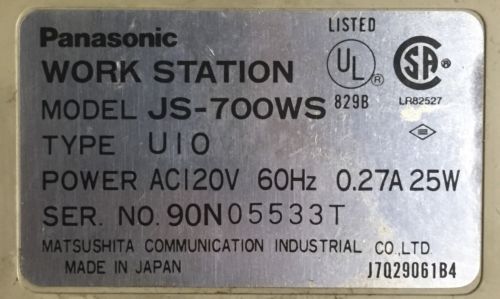 Panasonic
LISTED
WORK STATION
UL ®
SA ®
MODEL JS-700WS
829B
LR82527
TYPE U10
POWER AC120V 60Hz 0.27A 25W
SER. NO. 90N05533T
MATSUSHITA COMMUNICATION INDUSTRIAL CO.,LTD.
MADE IN JAPAN
J7Q29061B4